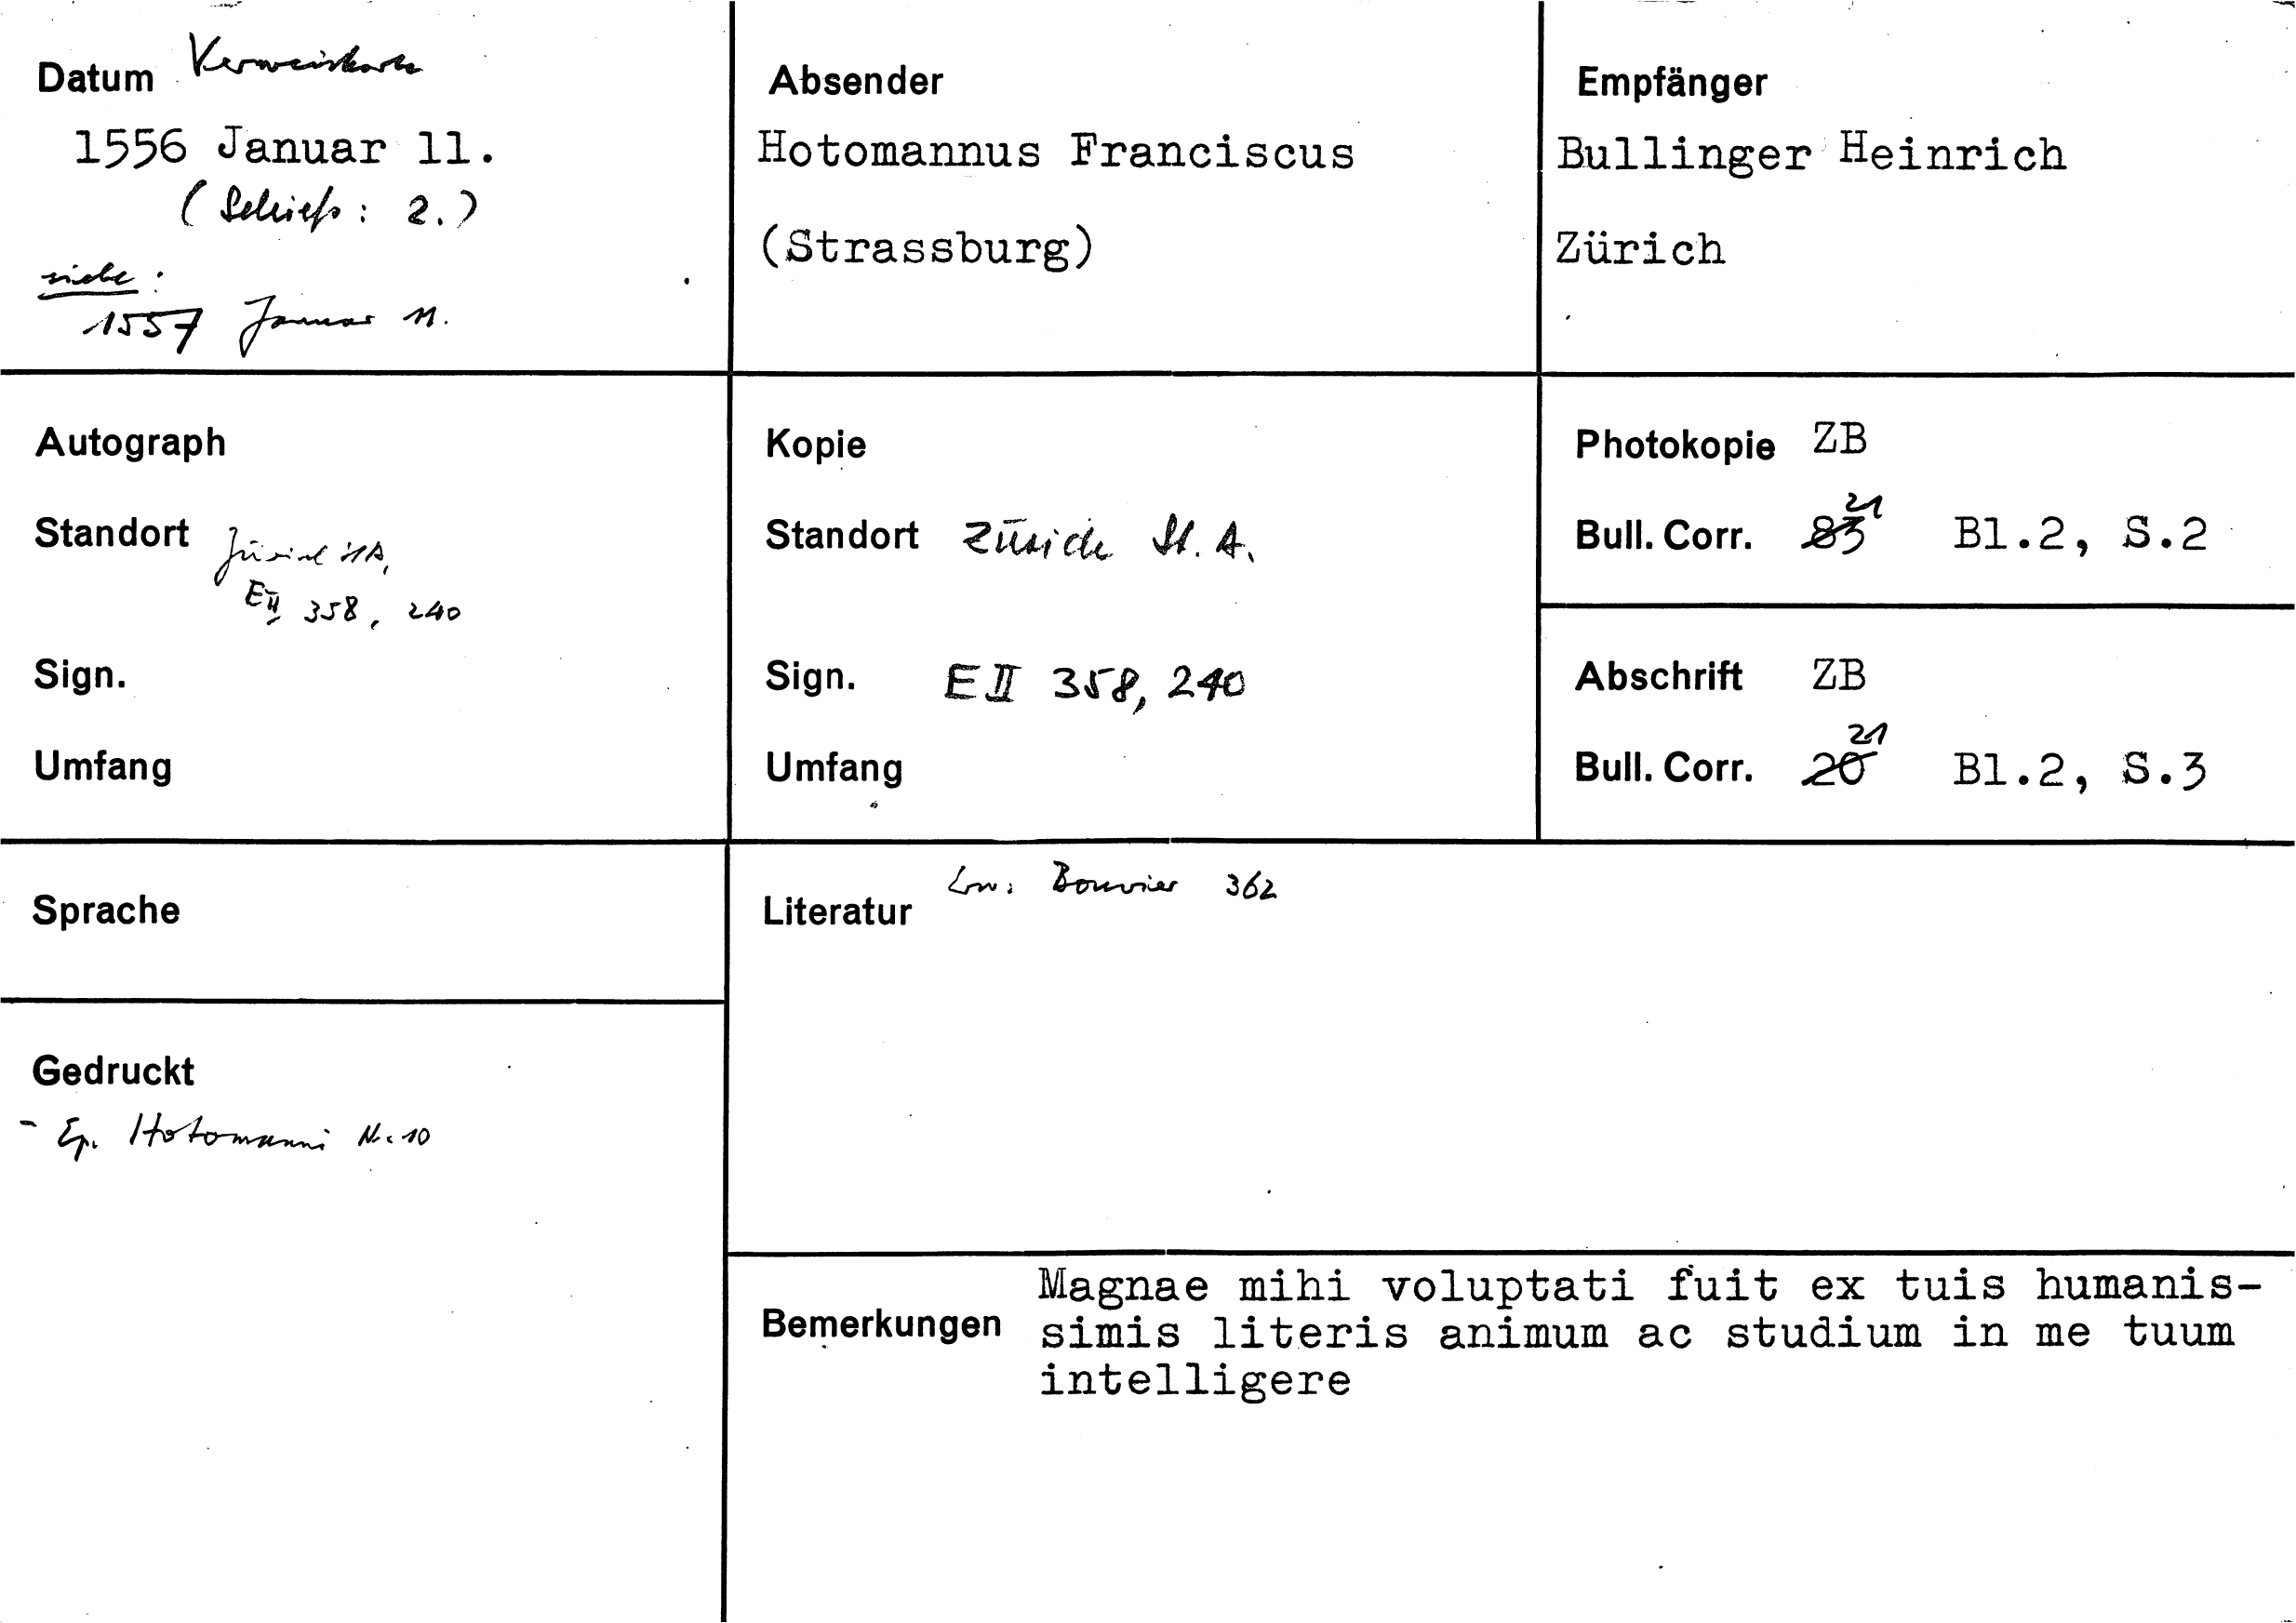 Datum Verweiskarte
1556 Januar 11.
(Schieß: 2.)
siehe:
1557 Januar 11.
Absender
Hotomannus Franciscus
(Strassburg)
Empfänger
Bullinger Heinrich
Zürich
Autograph
Standort Zürich StA,
E II 358, 240
Sign.
Umfang
Kopie
Standort Zürich St. A.
Sign. E II 358, 240
Umfang
Photokopie ZB
21
Bull. Corr. 83 Bl.2, S.2
Abschrift ZB
21
Bull. Corr. 20 Bl.2, S.3
Sprache
Gedruckt
- Ep. Hotomanni Nr. 10
Bouvier 362
Literatur
Bemerkungen
Magnae mihi voluptati fuit ex tuis humanis-
simis literis animum ac studium in me tuum
intelligere